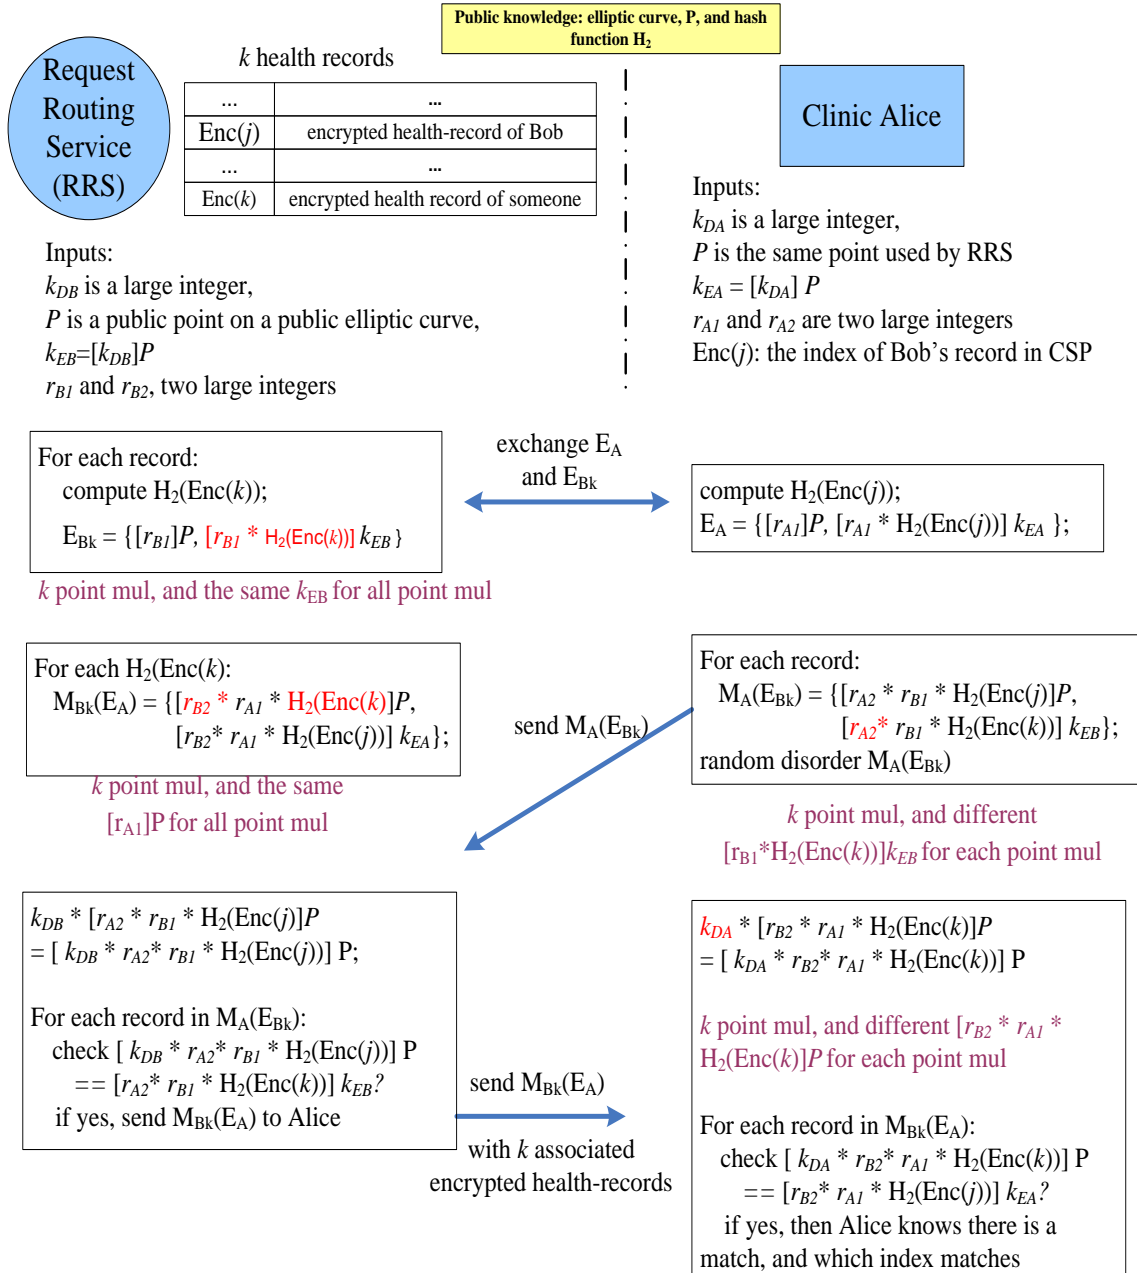 Public knowledge: elliptic curve, P, and hash
function H2
Request
Routing
Service
(RRS)
k health records
... ...
Enc(j) encrypted health-record of Bob
... ...
Enc(k) encrypted health record of someone
Clinic Alice
Inputs:
kDB is a large integer,
P is a public point on a public elliptic curve,
kEB=[kDB]P
rB1 and rB2, two large integers
Inputs:
kDA is a large integer,
P is the same point used by RRS
kEA = [kDA] P
rA1 and rA2 are two large integers
Enc(j): the index of Bob's record in CSP
For each record:
compute H2(Enc(k));
EBk = {[rB1]P, [rB1 * H2(Enc(k))] kEB}
k point mul, and the same kEB for all point mul
exchange EA
and EBk
compute H2(Enc(j));
EA = {[rA1]P, [rA1 * H2(Enc(j))] kEA };
For each H2(Enc(k):
MBk(EA) = {[rB2 * rA1 * H2(Enc(k)]P,
[rB2* rA1 * H2(Enc(j))] kEA};
k point mul, and the same
[rA1]P for all point mul
send MA(EBk)
For each record:
MA(EBk) = {[rA2 * rB1 * H2(Enc(j)]P,
[rA2* rB1 * H2(Enc(k))] kEB};
random disorder MA(EBk)
k point mul, and different
[rB1*H2(Enc(k))]kEB for each point mul
kDB * [rA2 * rB1 * H2(Enc(j)]P
= [ kDB * rA2* rB1 * H2(Enc(j))] P;
For each record in MA(EBk):
check [ kDB * rA2* rB1 * H2(Enc(j))] P
== [rA2* rB1 * H2(Enc(k))] kEB?
if yes, send MBk(EA) to Alice
send MBk(EA)
with k associated
encrypted health-records
kDA * [rB2 * rA1 * H2(Enc(k)]P
= [ kDA * rB2* rA1 * H2(Enc(k))] P
k point mul, and different [rB2 * rA1 *
H2(Enc(k)]P for each point mul
For each record in MBk(EA):
check [ kDA * rB2* rA1 * H2(Enc(k))] P
== [rB2* rA1 * H2(Enc(j))] kEA?
if yes, then Alice knows there is a
match, and which index matches